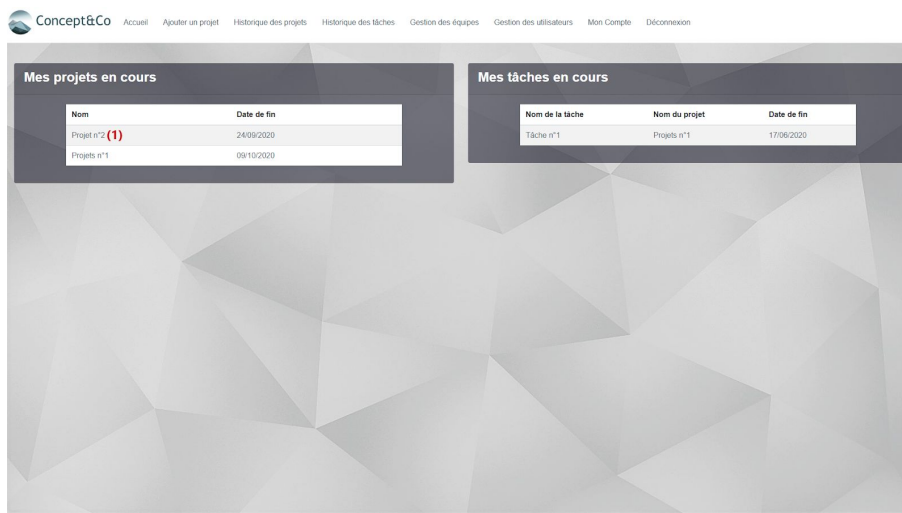 Concept&Co Accueil Ajouter un projet Historique des projets Historique des tâches Gestion des équipes Gestion des utilisateurs Mon Compte Déconnexion
Mes projets en cours
Nom Date de fin
Projet n°2 (1) 24/09/2020
Projets n°1 09/10/2020
Mes tâches en cours
Nom de la tâche Nom du projet Date de fin
Tâche n°1 Projets n°1 17/06/2020